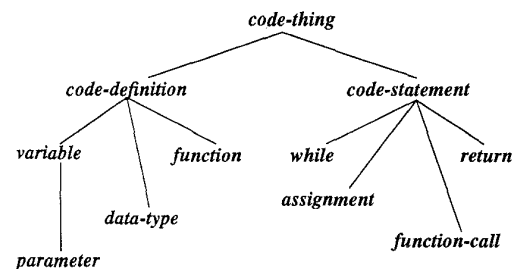 code-thing
code-definition code-statement
variable function while return
assignment
data-type
function-call
parameter